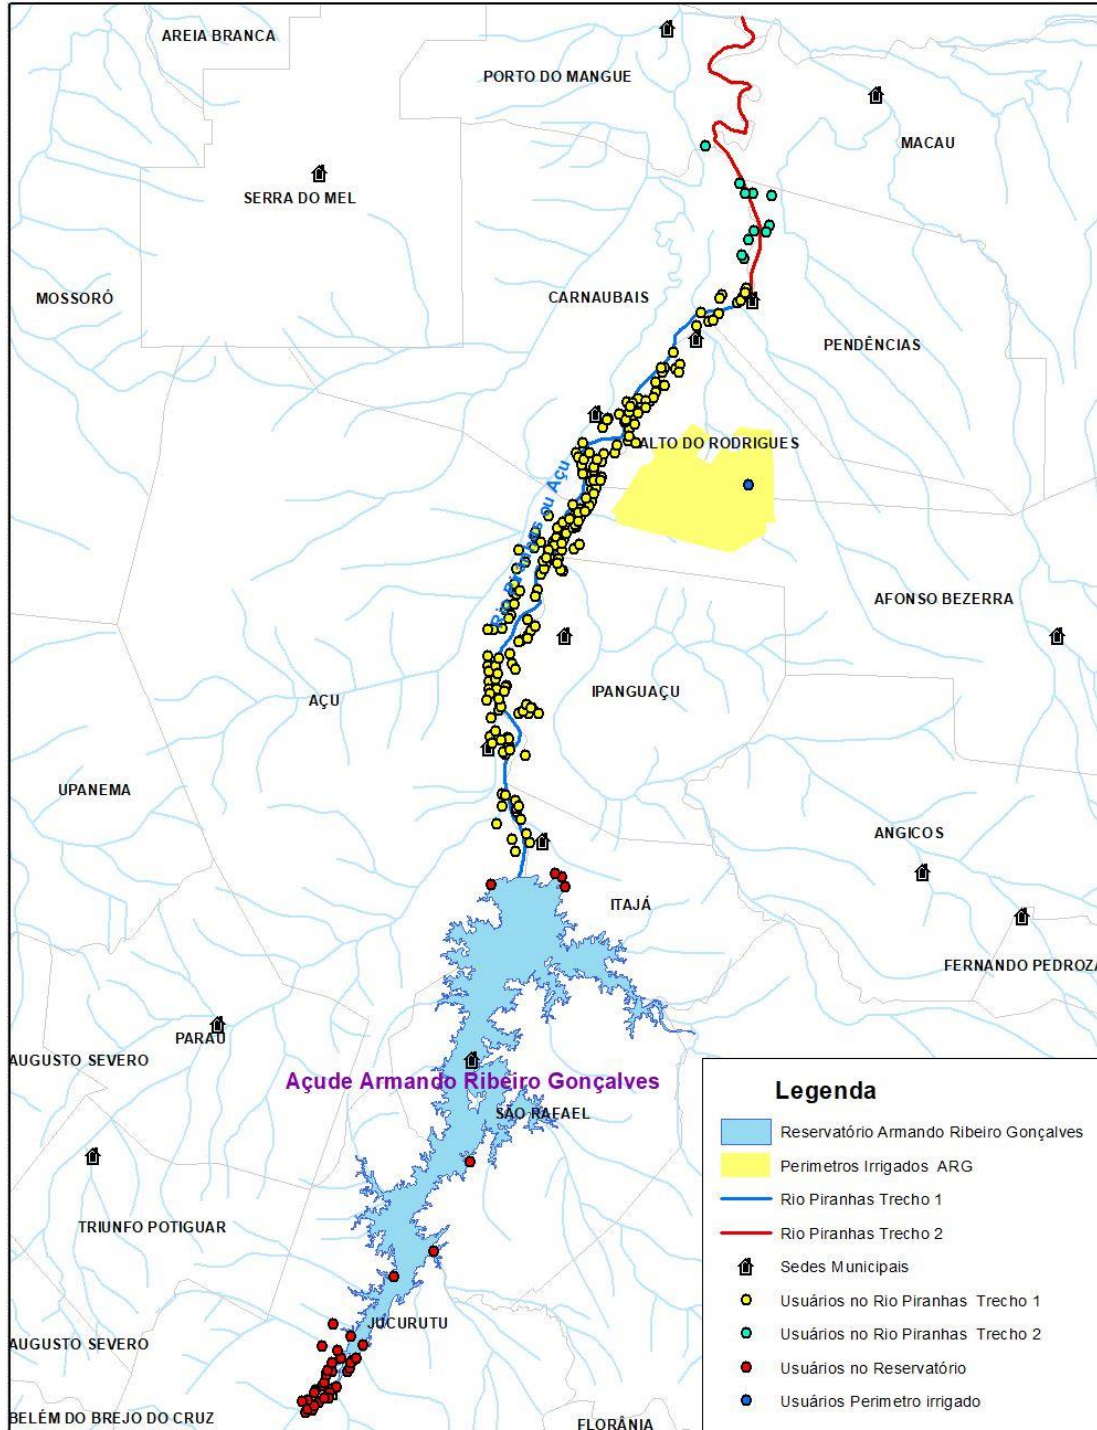 AREIA BRANCA
PORTO DO MANGUE
MACAU
SERRA DO MEL
MOSSORÓ
CARNAUBAIS
PENDÊNCIAS
ALTO DO RODRIGUES
Rio Piranhas ou Açu
AFONSO BEZERRA
AÇU
IPANGUAÇU
UPANEMA
ANGICOS
ITAJÁ
FERNANDO PEDROZA
PARAÚ
AUGUSTO SEVERO
Açude Armando Ribeiro Gonçalves
SÃO RAFAEL
TRIUNFO POTIGUAR
JUCURUTU
AUGUSTO SEVERO
BELÉM DO BREJO DO CRUZ
FLORÂNIA
Legenda
Reservatório Armando Ribeiro Gonçalves
Perimetros Irrigados ARG
Rio Piranhas Trecho 1
Rio Piranhas Trecho 2
Sedes Municipais
Usuários no Rio Piranhas Trecho 1
Usuários no Rio Piranhas Trecho 2
Usuários no Reservatório
Usuários Perimetro irrigado